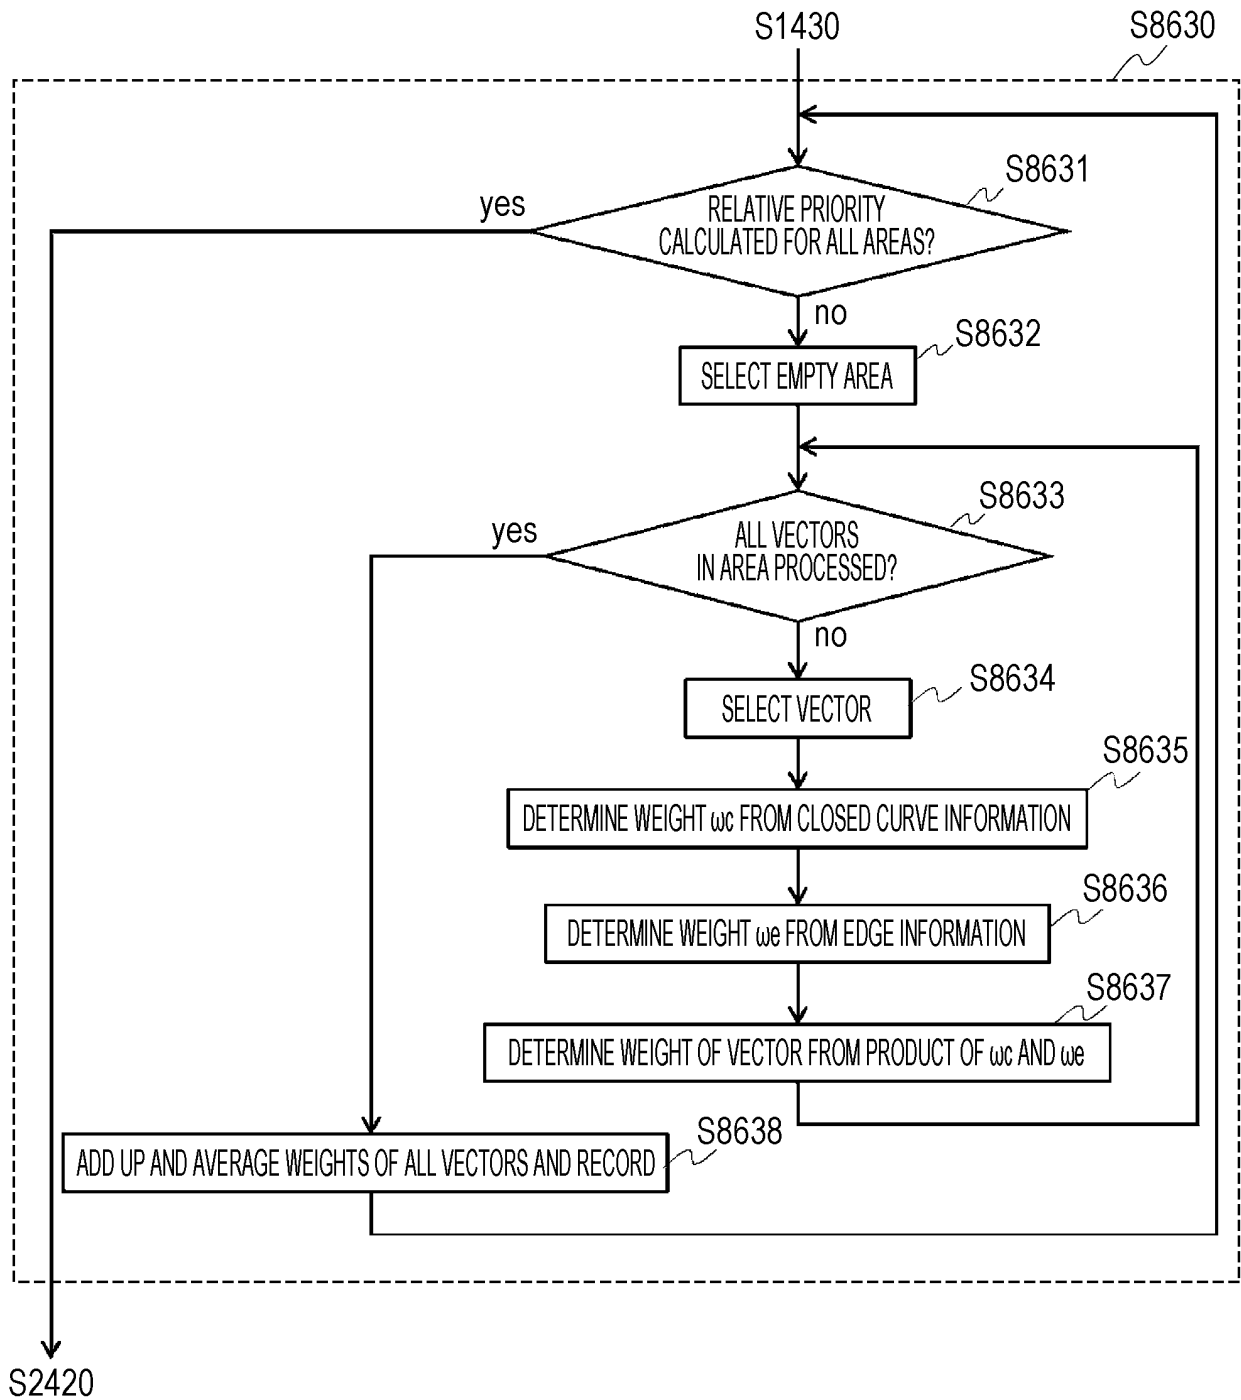 S1430
S8630
S8631
yes
RELATIVE PRIORITY
CALCULATED FOR ALL AREAS?
no
S8632
SELECT EMPTY AREA
S8633
yes
ALL VECTORS
IN AREA PROCESSED?
no
S8634
SELECT VECTOR
S8635
DETERMINE WEIGHT ωc FROM CLOSED CURVE INFORMATION
S8636
DETERMINE WEIGHT ωe FROM EDGE INFORMATION
S8637
DETERMINE WEIGHT OF VECTOR FROM PRODUCT OF ωc AND ωe
S8638
ADD UP AND AVERAGE WEIGHTS OF ALL VECTORS AND RECORD
S2420